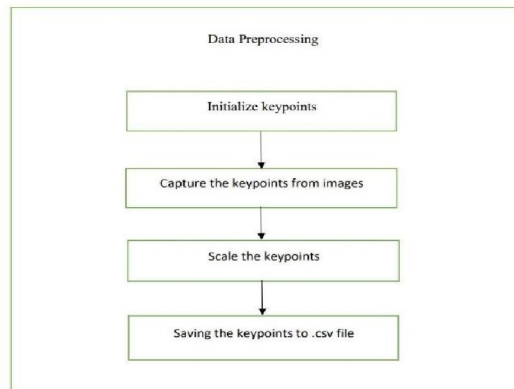 Data Preprocessing
Initialize keypoints
Capture the keypoints from images
Scale the keypoints
Saving the keypoints to .csv file